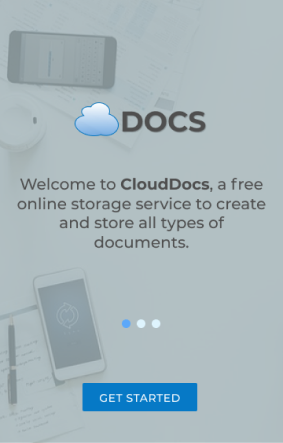 DOCS
Welcome to CloudDocs, a free
online storage service to create
and store all types of
documents.
GET STARTED